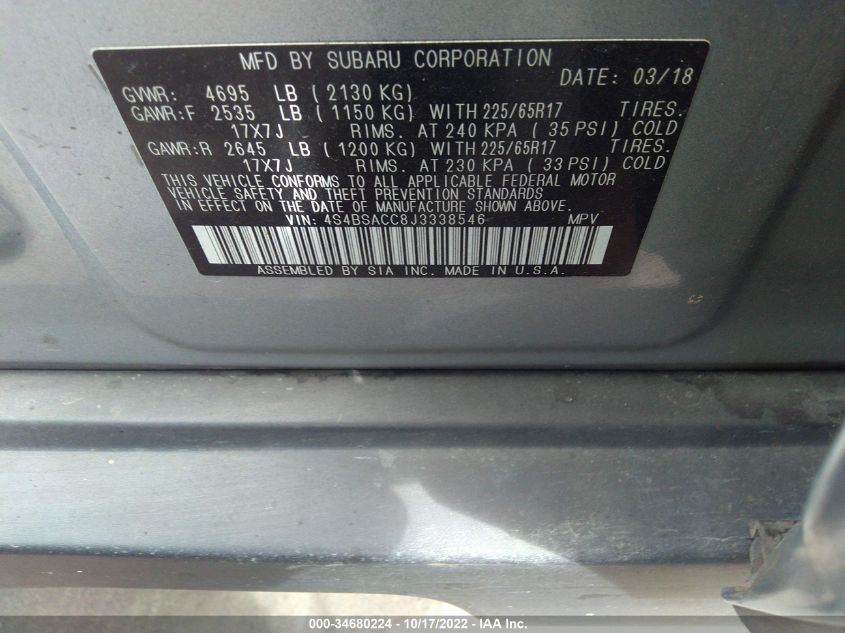 MFD BY SUBARU CORPORATION
DATE: 03/18
GVWR: 4695 LB ( 2130 KG)
GAWR:F 2535 LB ( 1150 KG) WITH 225/65R17 TIRES.
17X7J RIMS. AT 240 KPA ( 35 PSI) COLD
GAWR:R 2645 LB ( 1200 KG) WITH 225/65R17 TIRES.
17X7J RIMS. AT 230 KPA ( 33 PSI) COLD
THIS VEHICLE CONFORMS TO ALL APPLICABLE FEDERAL MOTOR
VEHICLE SAFETY AND THEFT PREVENTION STANDARDS
IN EFFECT ON THE DATE OF MANUFACTURE SHOWN ABOVE.
VIN: 4S4BSACC8J3338546 MPV
ASSEMBLED BY SIA INC. MADE IN U.S.A.
000-34680224 - 10/17/2022 - IAA Inc.